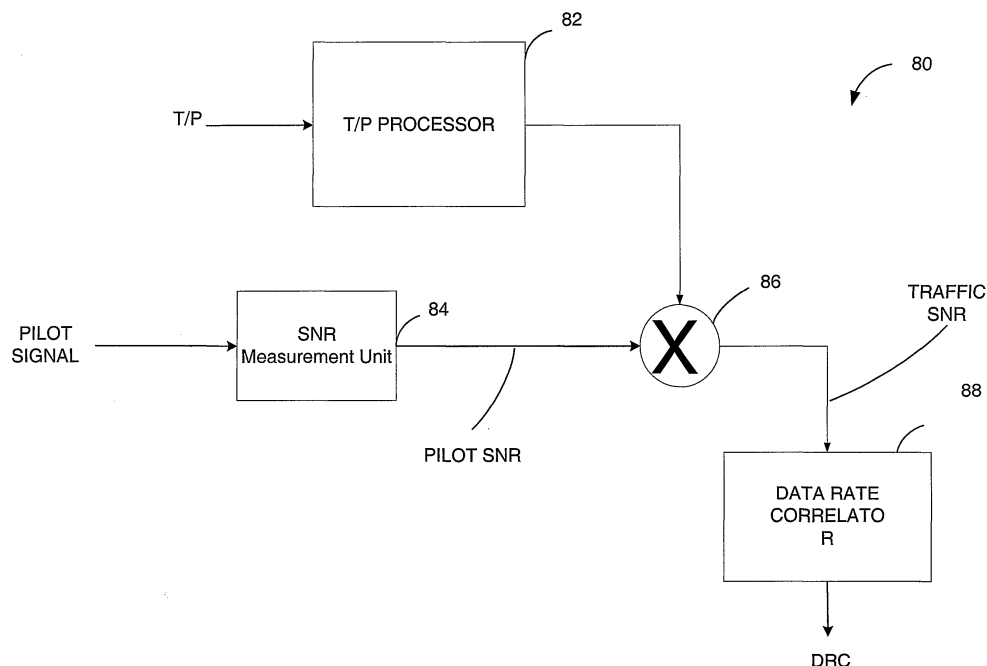 82
80
T/P
T/P PROCESSOR
86
TRAFFIC
SNR
84
PILOT
SIGNAL
SNR
Measurement Unit
X
88
PILOT SNR
DATA RATE
CORRELATO
R
DRC